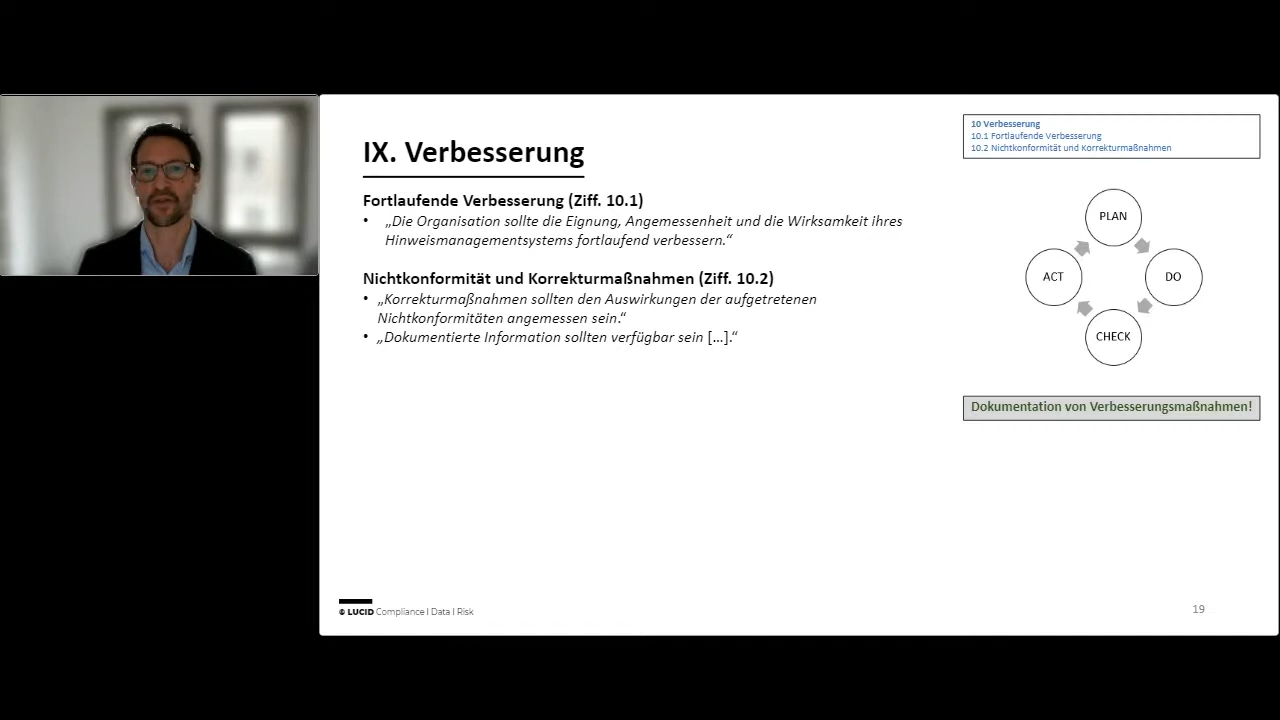 IX. Verbesserung
Fortlaufende Verbesserung (Ziff. 10.1)
• „Die Organisation sollte die Eignung, Angemessenheit und die Wirksamkeit ihres
Hinweismanagementsystems fortlaufend verbessern.“
Nichtkonformität und Korrekturmaßnahmen (Ziff. 10.2)
• „Korrekturmaßnahmen sollten den Auswirkungen der aufgetretenen
Nichtkonformitäten angemessen sein.“
• „Dokumentierte Information sollten verfügbar sein [...].“
10 Verbesserung
10.1 Fortlaufende Verbesserung
10.2 Nichtkonformität und Korrekturmaßnahmen
PLAN
ACT
DO
CHECK
Dokumentation von Verbesserungsmaßnahmen!
© LUCID Compliance I Data I Risk
19